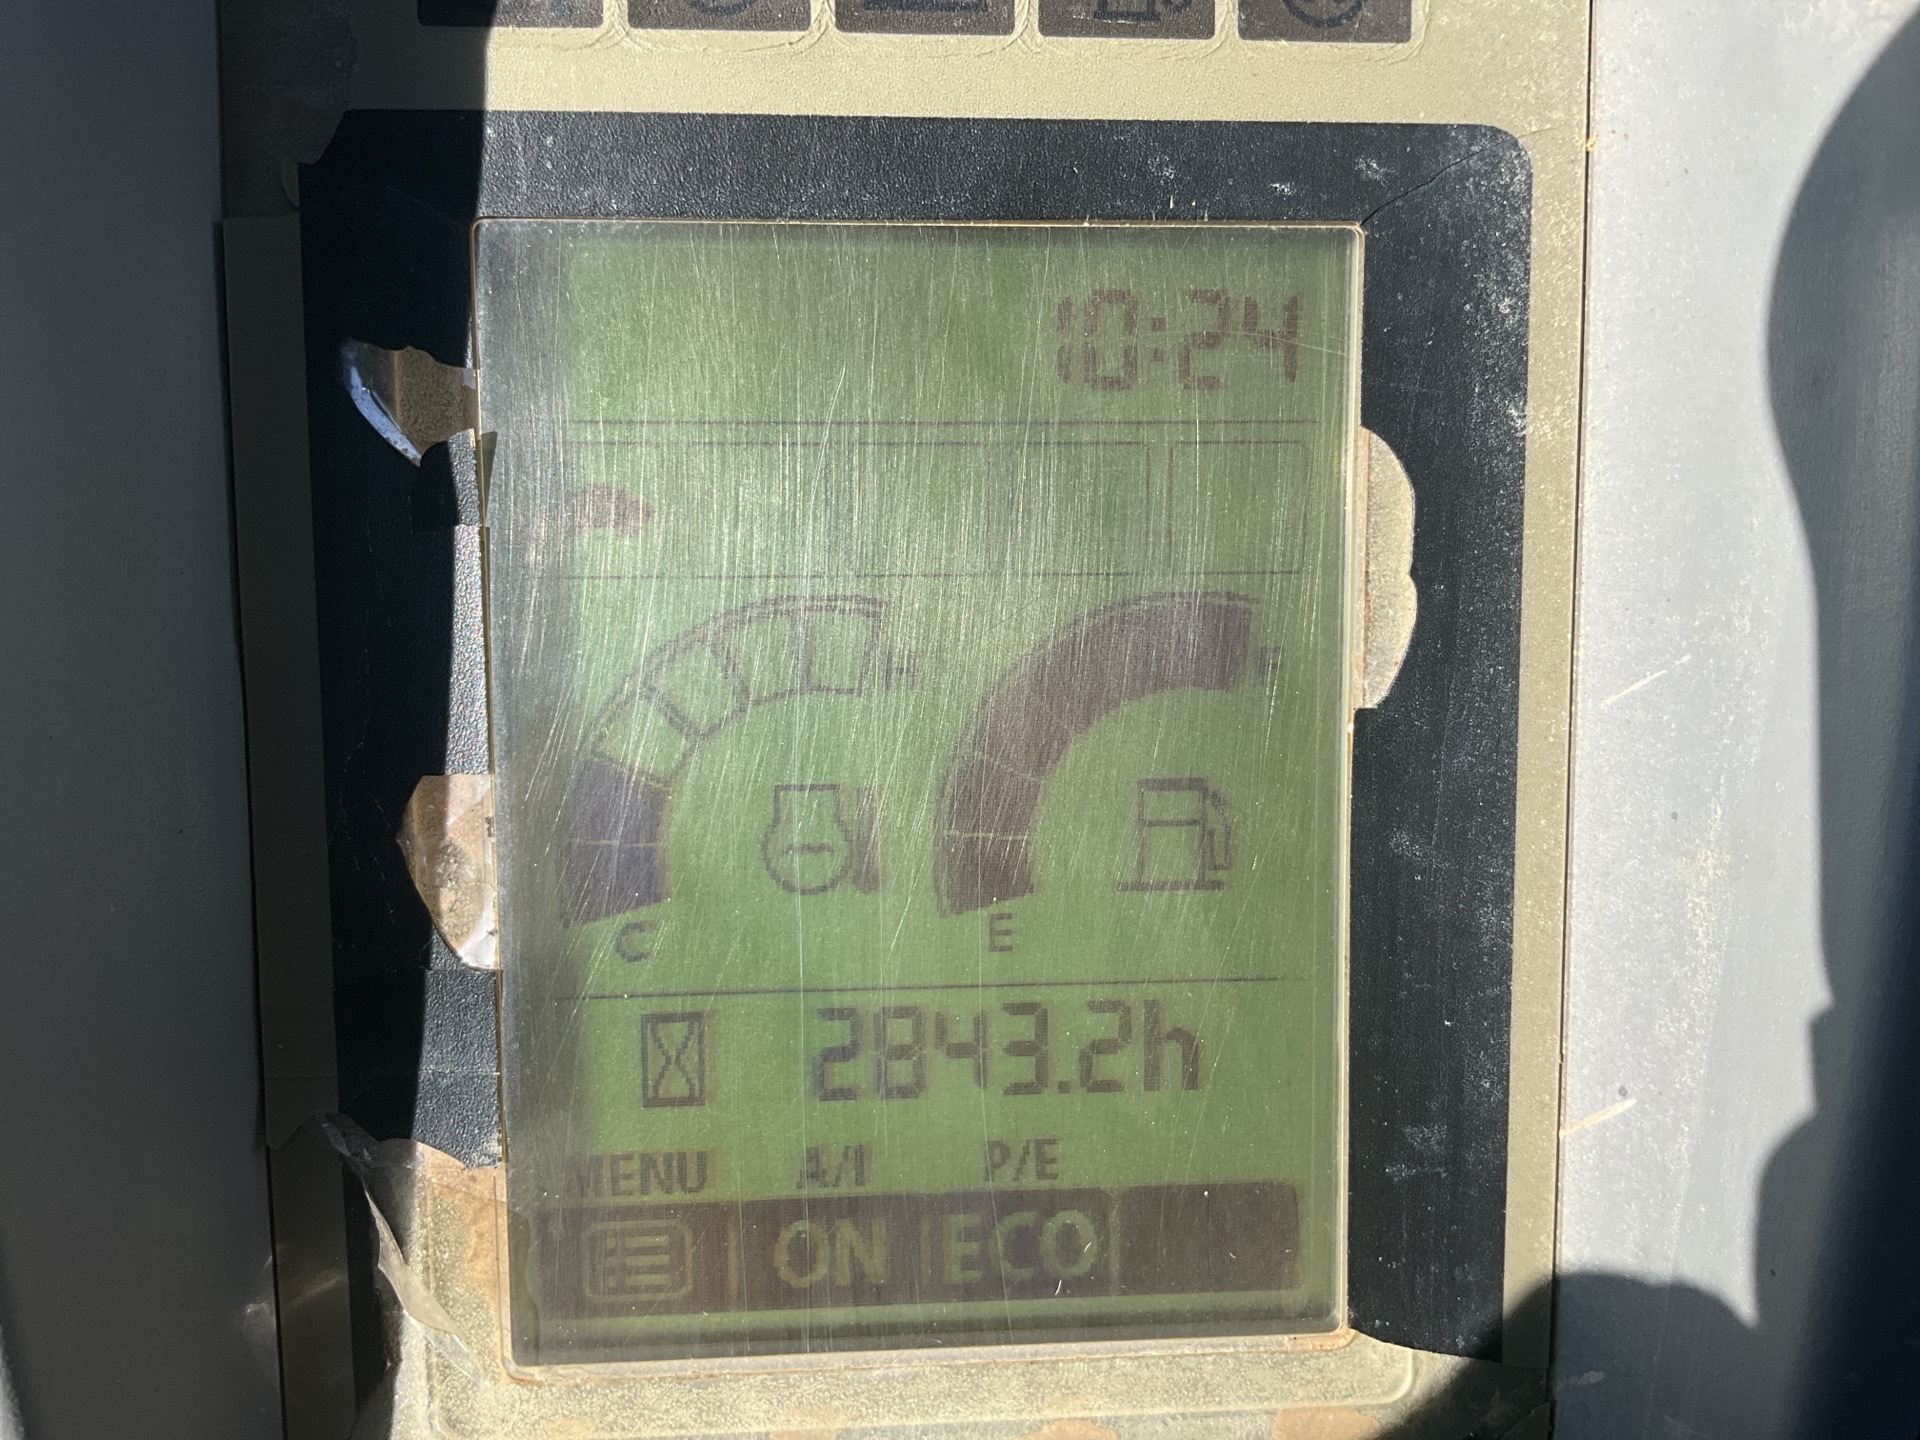 10:24
H
F
C
E
2843.2h
MENU A/I P/E
ON ECO